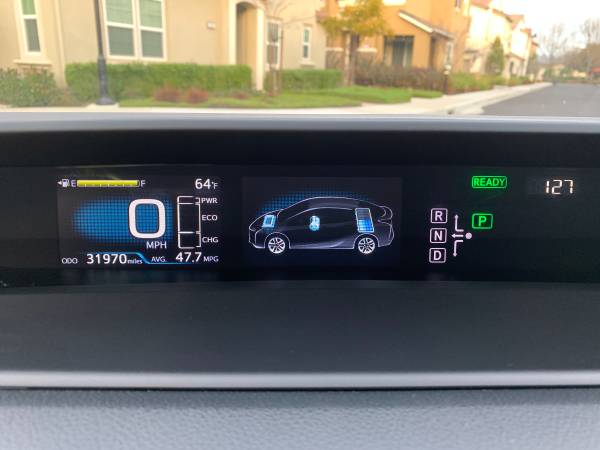 E F 64°F
PWR
ECO
0
MPH
CHG
ODO 31970 miles AVG. 47.7 MPG
READY
127
R
P
N
D